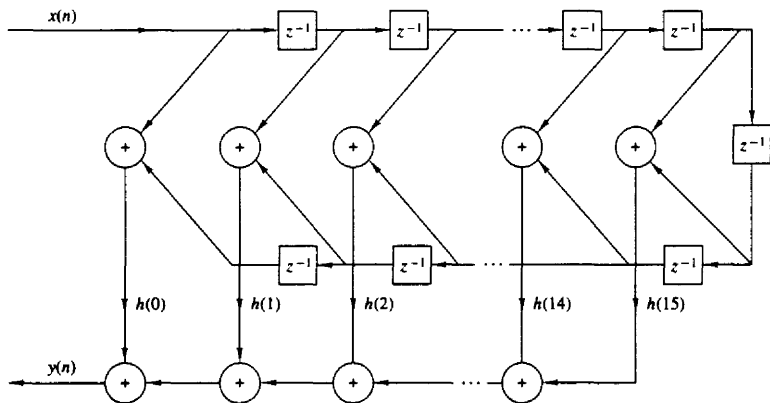 x(n) z⁻¹ z⁻¹ ... z⁻¹ z⁻¹
+ + + + + z⁻¹
z⁻¹ z⁻¹ ... z⁻¹
h(0) h(1) h(2) h(14) h(15)
y(n) + + + ... +